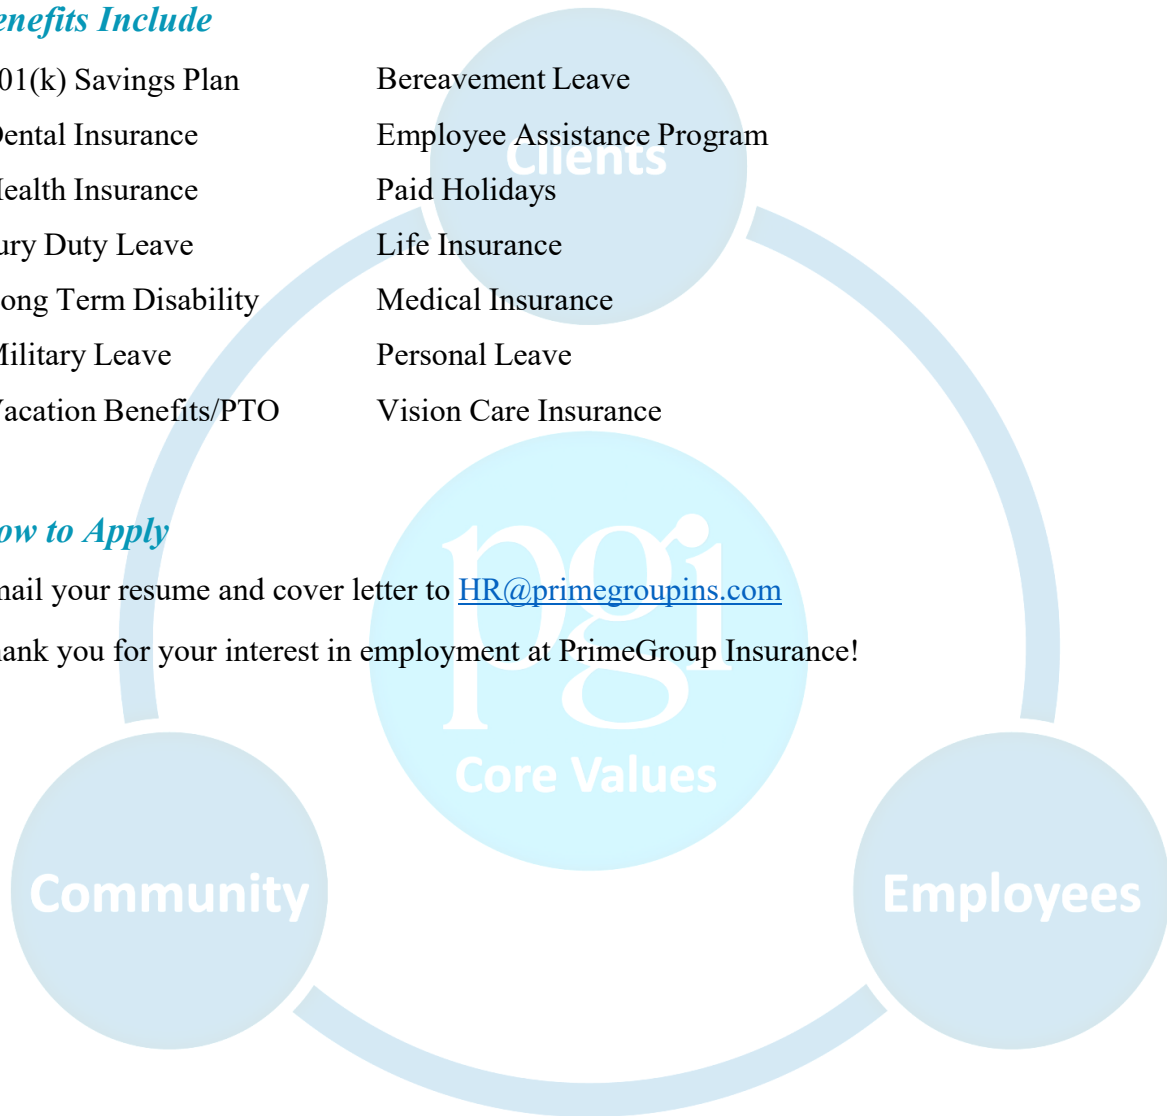 enefits Include
01(k) Savings Plan
Bereavement Leave
Dental Insurance
Employee Assistance Program
Health Insurance
Paid Holidays
ury Duty Leave
Life Insurance
ong Term Disability
Medical Insurance
Military Leave
Personal Leave
Vacation Benefits/PTO
Vision Care Insurance
ow to Apply
mail your resume and cover letter to HR@primegroupins.com
hank you for your interest in employment at PrimeGroup Insurance!
Clients
pgi
Core Values
Community
Employees